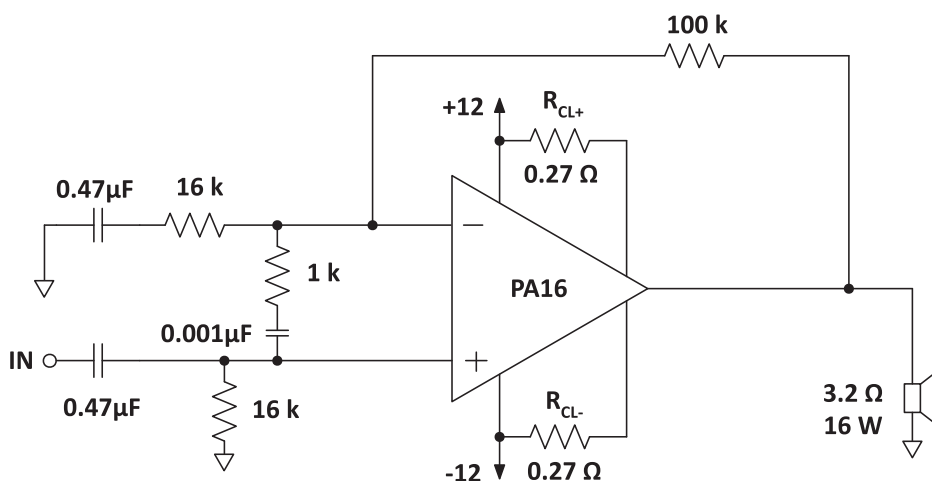 100 k
+12
R_CL+
0.27 Ω
0.47µF
16 k
−
PA16
1 k
0.001µF
IN
+
0.47µF
16 k
R_CL-
-12
0.27 Ω
3.2 Ω
16 W